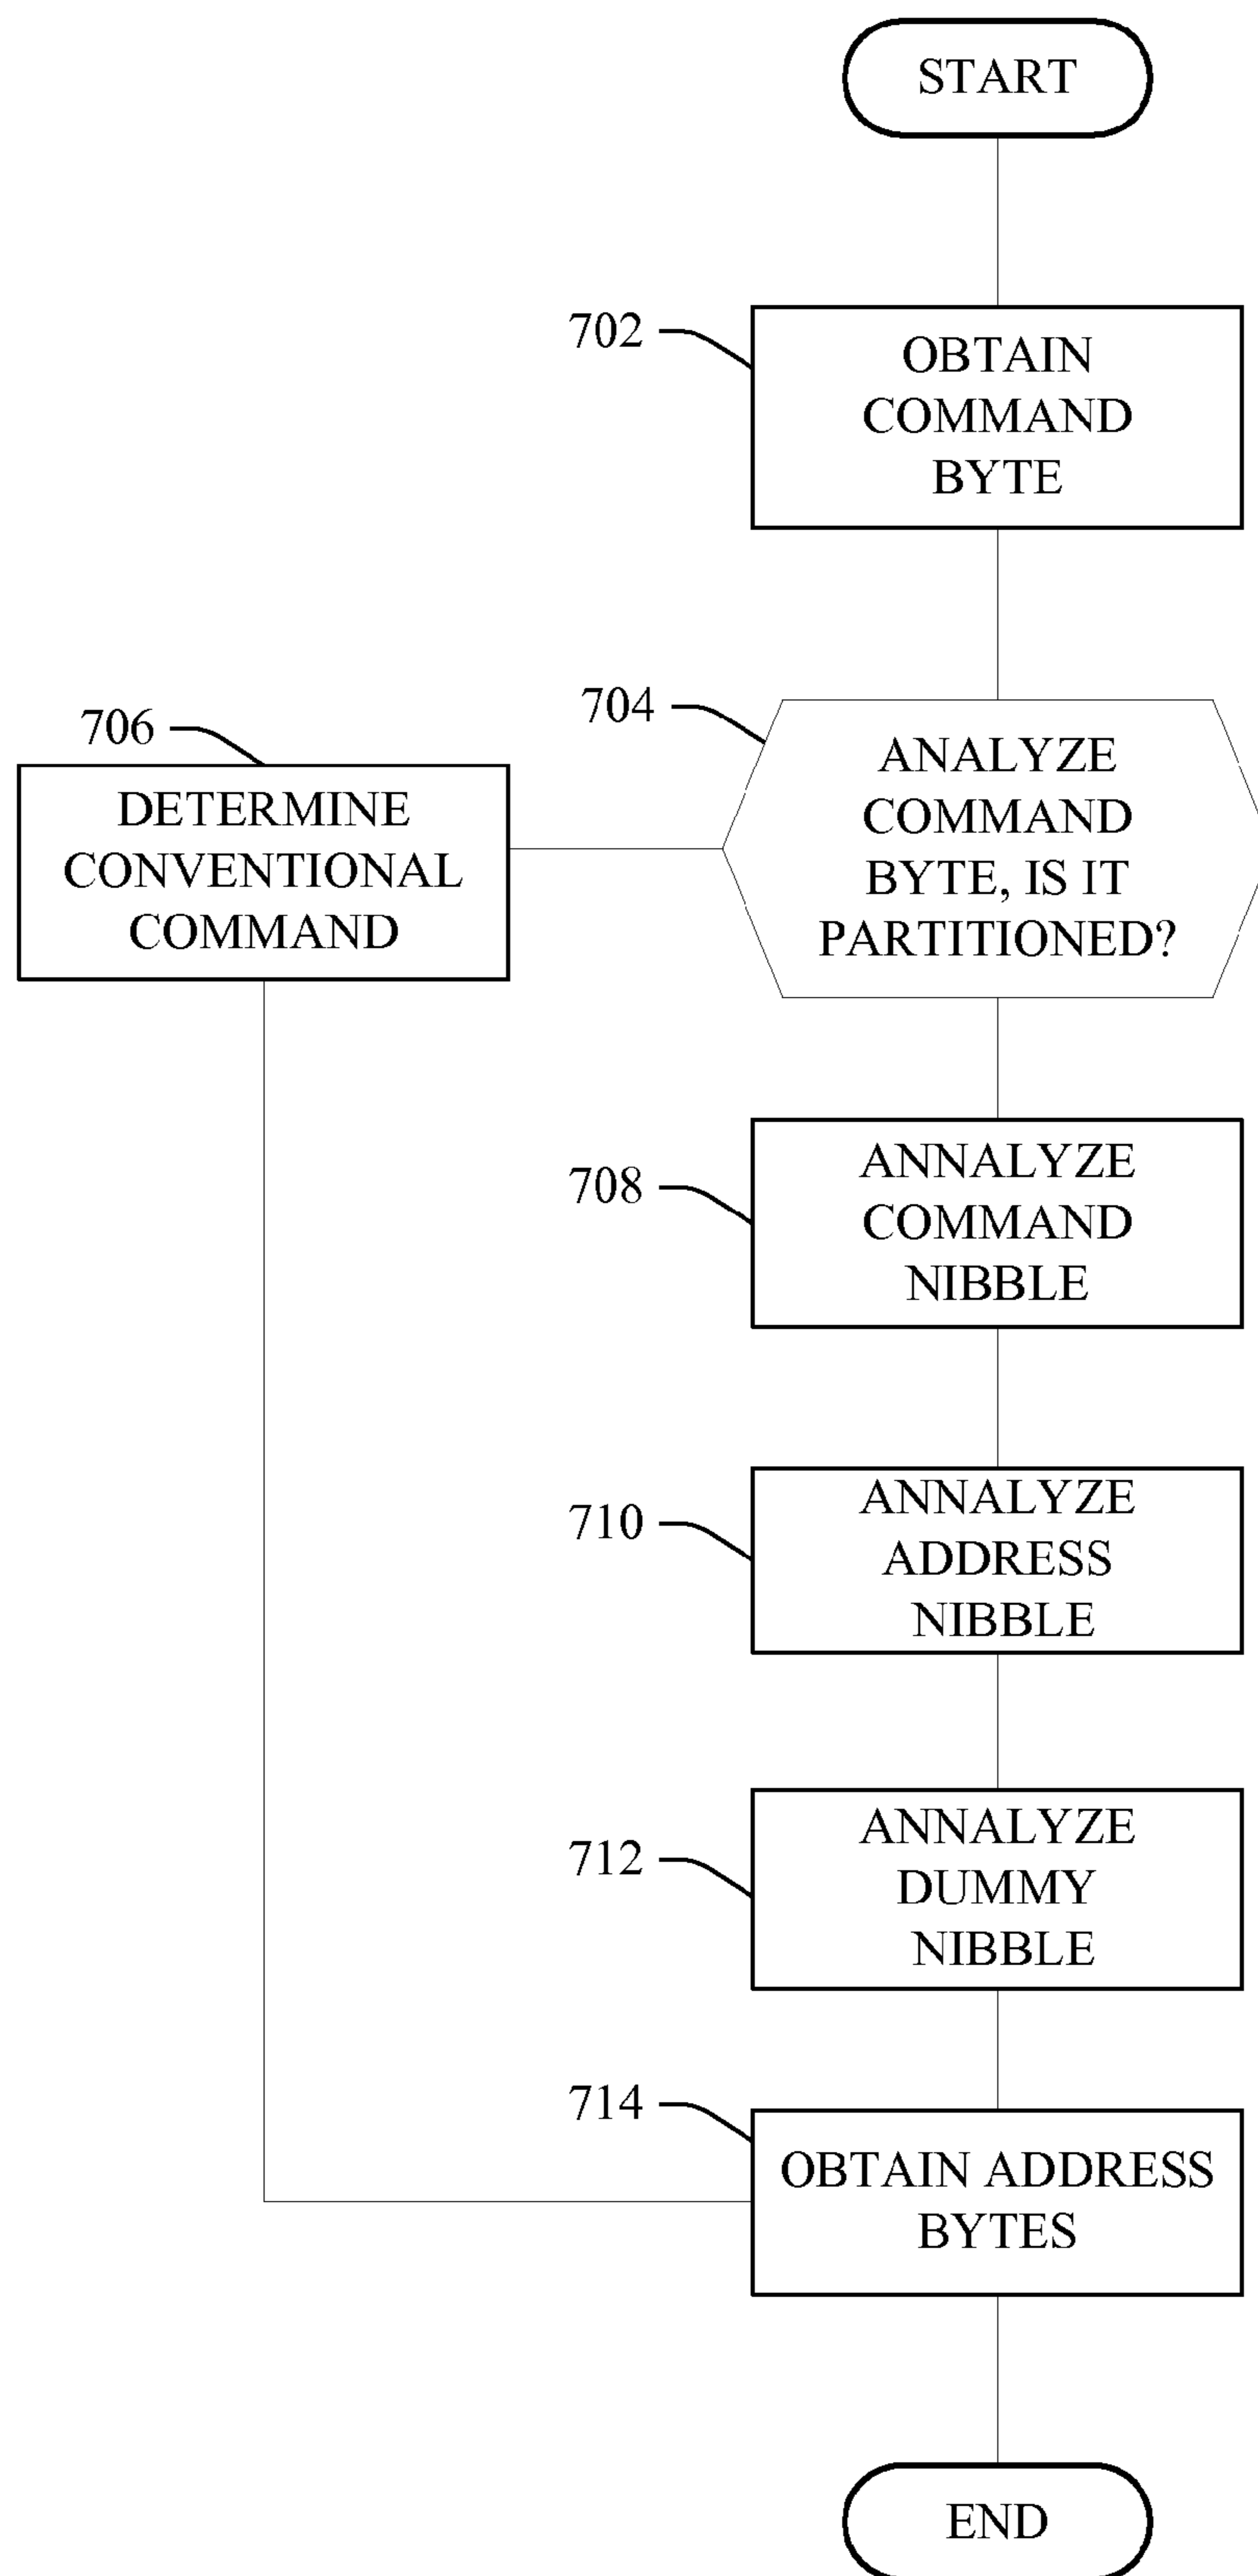 START
702
OBTAIN
COMMAND
BYTE
704
ANALYZE
COMMAND
BYTE, IS IT
PARTITIONED?
706
DETERMINE
CONVENTIONAL
COMMAND
708
ANNALYZE
COMMAND
NIBBLE
710
ANNALYZE
ADDRESS
NIBBLE
712
ANNALYZE
DUMMY
NIBBLE
714
OBTAIN ADDRESS
BYTES
END